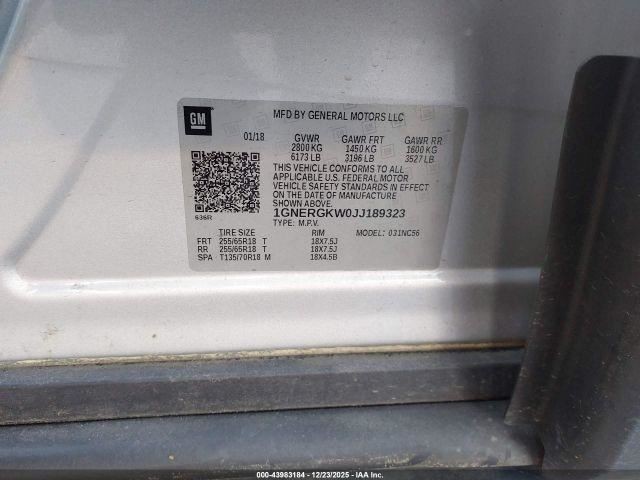 GM
MFD BY GENERAL MOTORS LLC
01/18 GVWR GAWR FRT GAWR RR
2800 KG 1450 KG 1600 KG
6173 LB 3196 LB 3527 LB
THIS VEHICLE CONFORMS TO ALL
APPLICABLE U.S. FEDERAL MOTOR
VEHICLE SAFETY STANDARDS IN
EFFECT ON THE DATE OF MANUFACTURE
SHOWN ABOVE.
636R
1GNERGKW0JJ189323
TYPE: M.P.V. MODEL: 031NC56
TIRE SIZE RIM
FRT 255/65R18 T 18X7.5J
RR 255/65R18 T 18X7.5J
SPA T135/70R18 M 18X4.5B
000-43983184 - 12/23/2025 - IAAI.COM